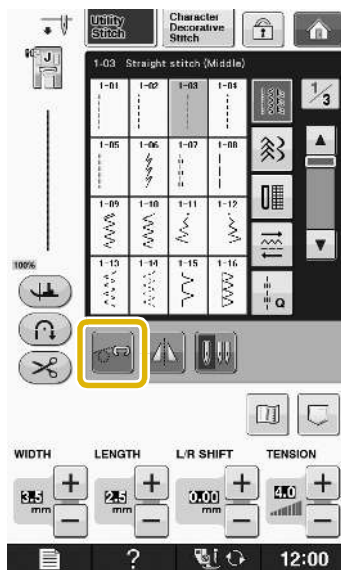 Utility
Stitch
Character
Decorative
Stitch
J
1-03 Straight stitch (Middle)
1/3
1-01 1-02 1-03 1-04
1-05 1-06 1-07 1-08
1-09 1-10 1-11 1-12
1-13 1-14 1-15 1-16
100%
Q
WIDTH LENGTH L/R SHIFT TENSION
3.5 mm 2.5 mm 0.00 mm 4.0
? 12:00